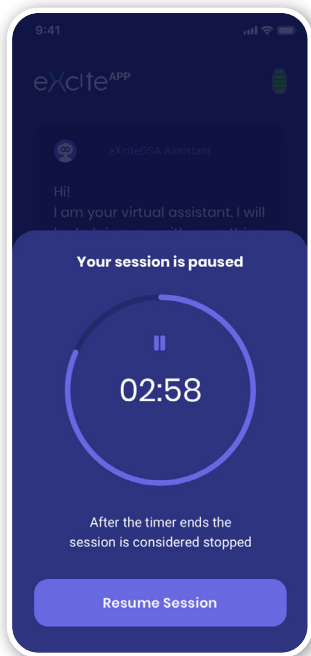 9:41
eXciteAPP
eXciteOSA Assistant
Hi!
I am your virtual assistant. I will
Your session is paused
02:58
After the timer ends the
session is considered stopped
Resume Session